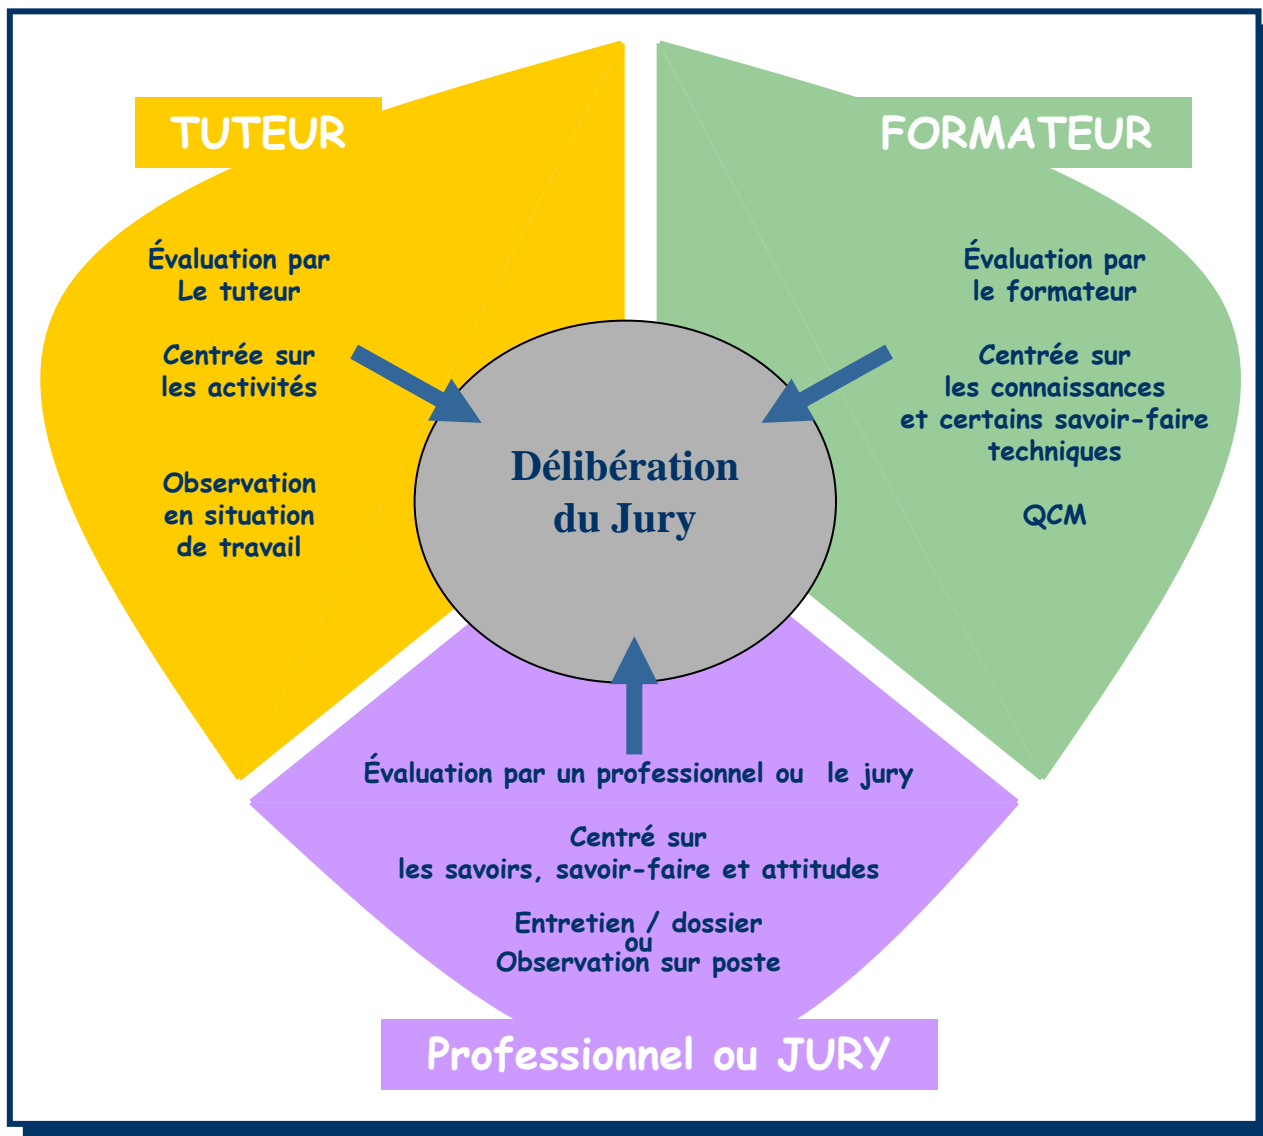 TUTEUR
Évaluation par
Le tuteur
Centrée sur
les activités
Observation
en situation
de travail
FORMATEUR
Évaluation par
le formateur
Centrée sur
les connaissances
et certains savoir-faire
techniques
QCM
Délibération
du Jury
Évaluation par un professionnel ou le jury
Centré sur
les savoirs, savoir-faire et attitudes
Entretien / dossier
ou
Observation sur poste
Professionnel ou JURY